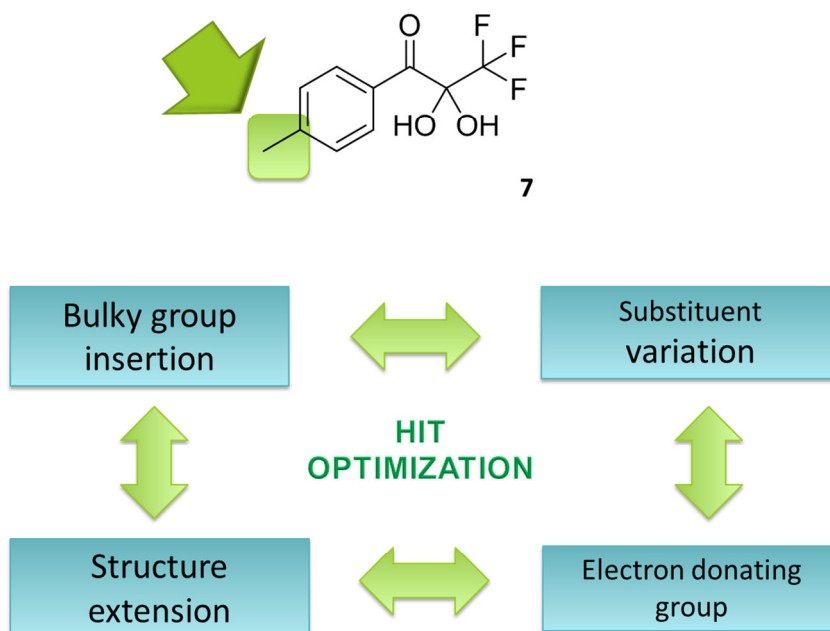 O
F
F
F
HO OH
7
Bulky group
insertion
Substituent
variation
HIT
OPTIMIZATION
Structure
extension
Electron donating
group